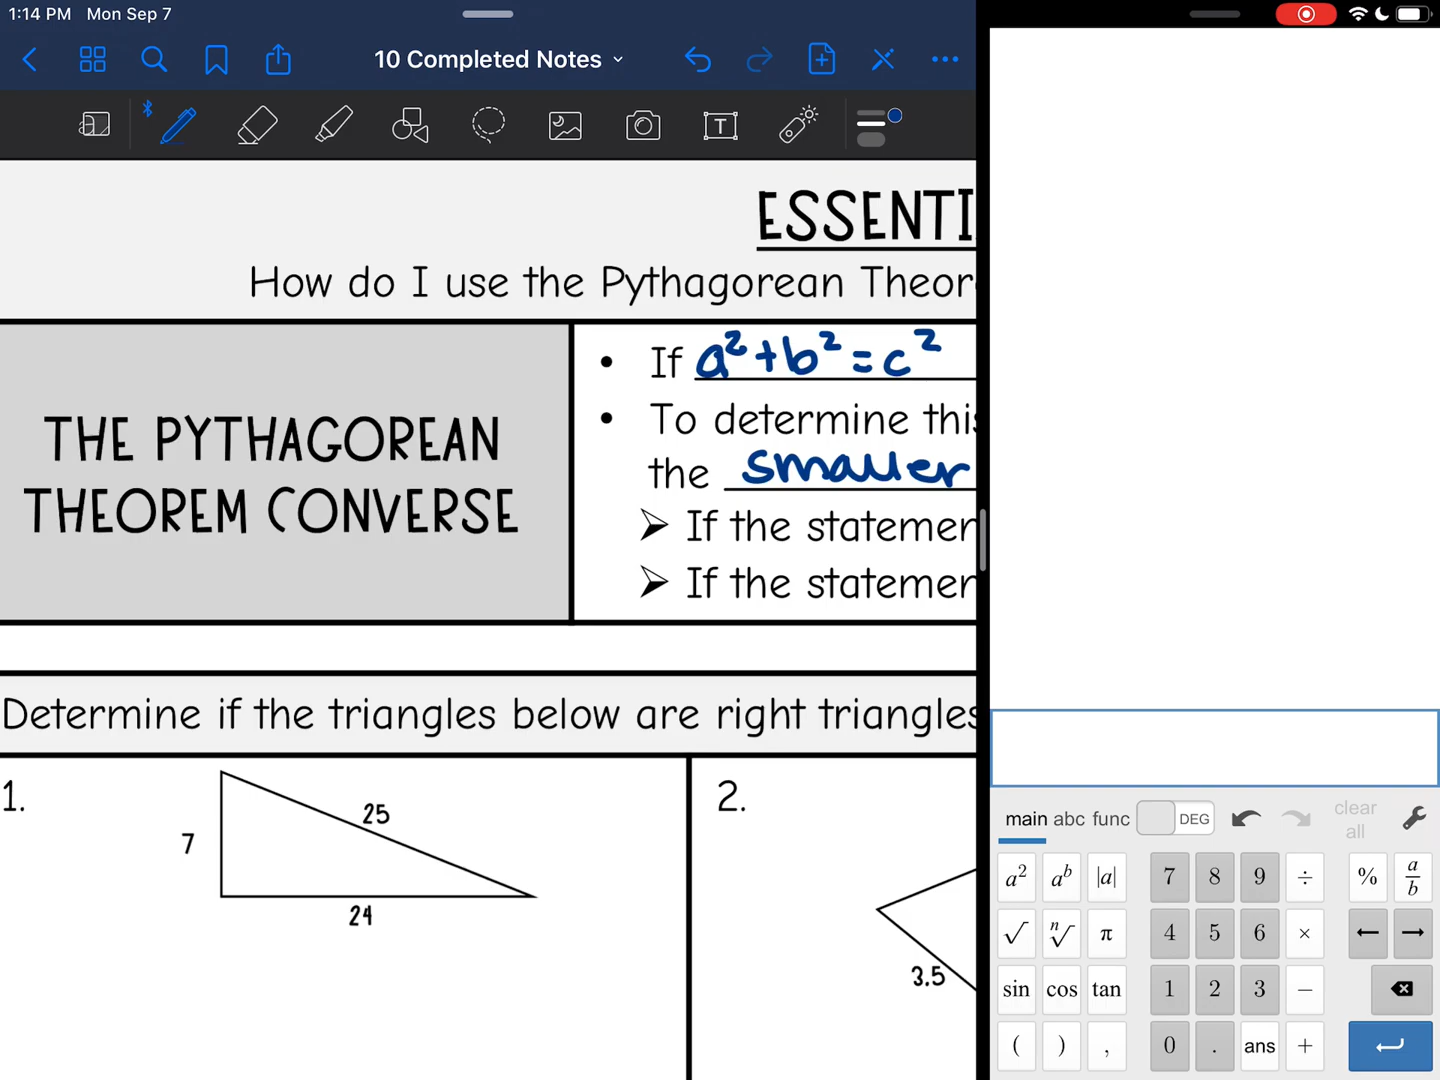 1:14 PM Mon Sep 7
10 Completed Notes
T
ESSENTI
How do I use the Pythagorean Theor
THE PYTHAGOREAN
THEOREM CONVERSE
• If a²+b²=c²
• To determine this
the smaller
➢ If the statemen
➢ If the statemen
Determine if the triangles below are right triangles
1.
25
7
24
2.
3.5
main abc func DEG clear all
a² aᵇ |a| 7 8 9 ÷ % a/b
√ ⁿ√ π 4 5 6 × ← →
sin cos tan 1 2 3 −
( ) , 0 . ans +